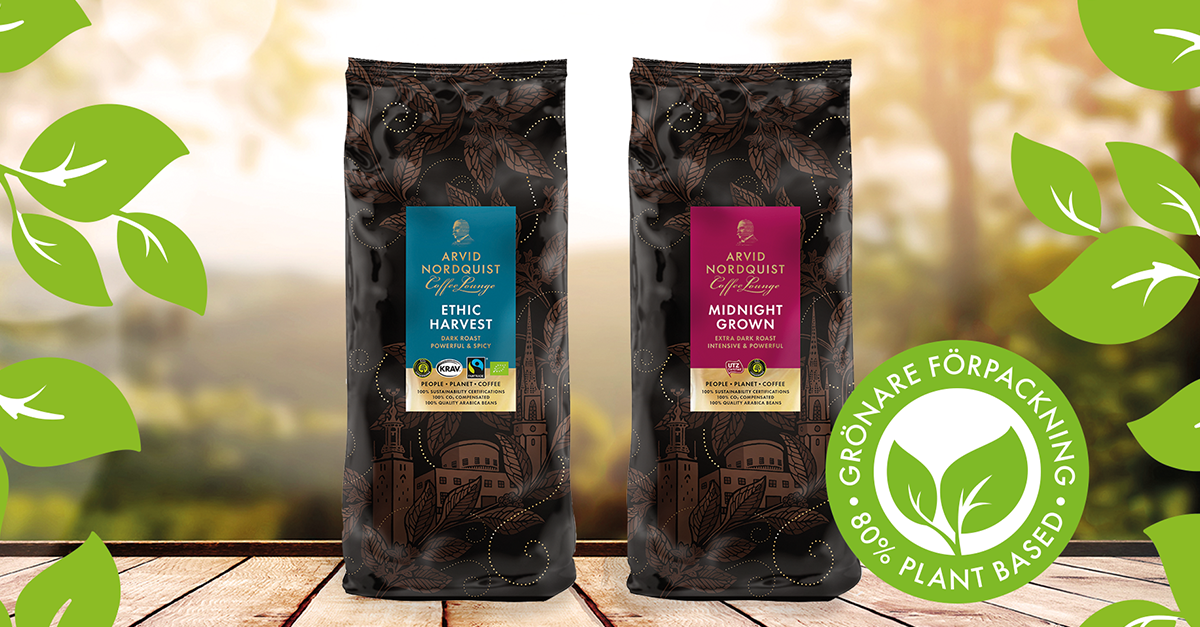 ARVID
NORDQUIST
Coffee Lounge
ETHIC
HARVEST
DARK ROAST
POWERFUL & SPICY
KRAV
FAIRTRADE
PEOPLE • PLANET • COFFEE
100% SUSTAINABILITY CERTIFICATIONS
100% CO₂ COMPENSATED
100% QUALITY ARABICA BEANS
ARVID
NORDQUIST
Coffee Lounge
MIDNIGHT
GROWN
EXTRA DARK ROAST
INTENSIVE & POWERFUL
UTZ
PEOPLE • PLANET • COFFEE
100% SUSTAINABILITY CERTIFICATIONS
100% CO₂ COMPENSATED
100% QUALITY ARABICA BEANS
• GRÖNARE FÖRPACKNING •
80% PLANT BASED